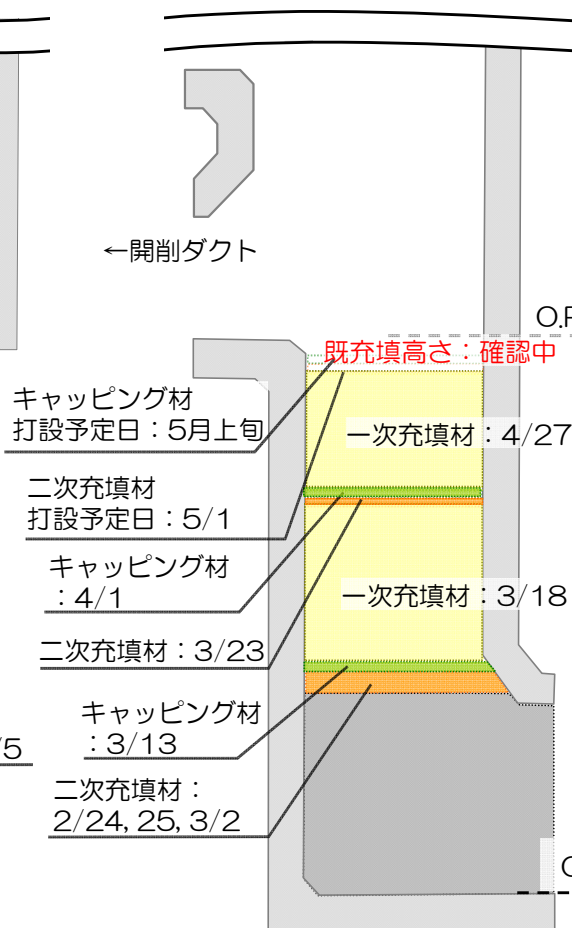 ←開削ダクト
O.P
既充填高さ：確認中
キャッピング材
打設予定日：5月上旬
一次充填材：4/27
二次充填材
打設予定日：5/1
キャッピング材
：4/1
一次充填材：3/18
二次充填材：3/23
キャッピング材
：3/13
/5
二次充填材：
2/24, 25, 3/2